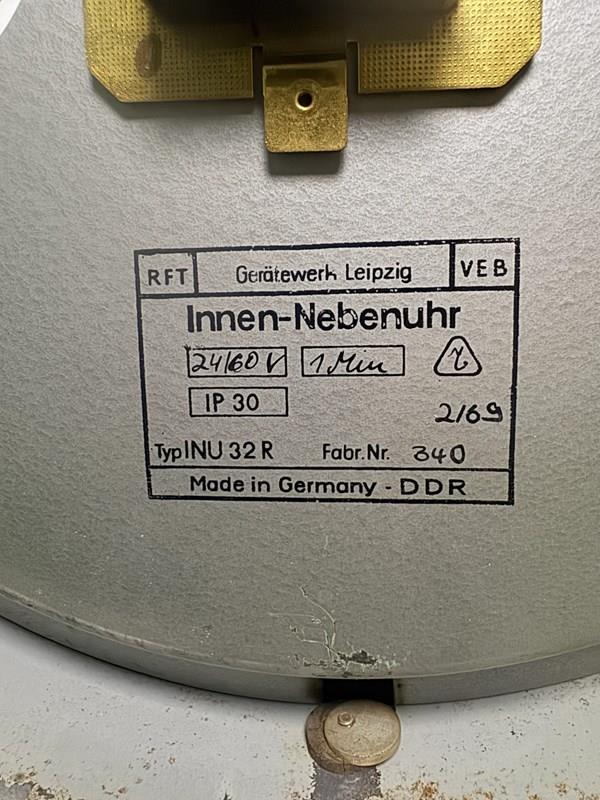 RFT Gerätewerk Leipzig VEB
Innen-Nebenuhr
24/60 V 1 Min
IP 30
2/69
Typ INU 32 R Fabr. Nr. 340
Made in Germany - DDR